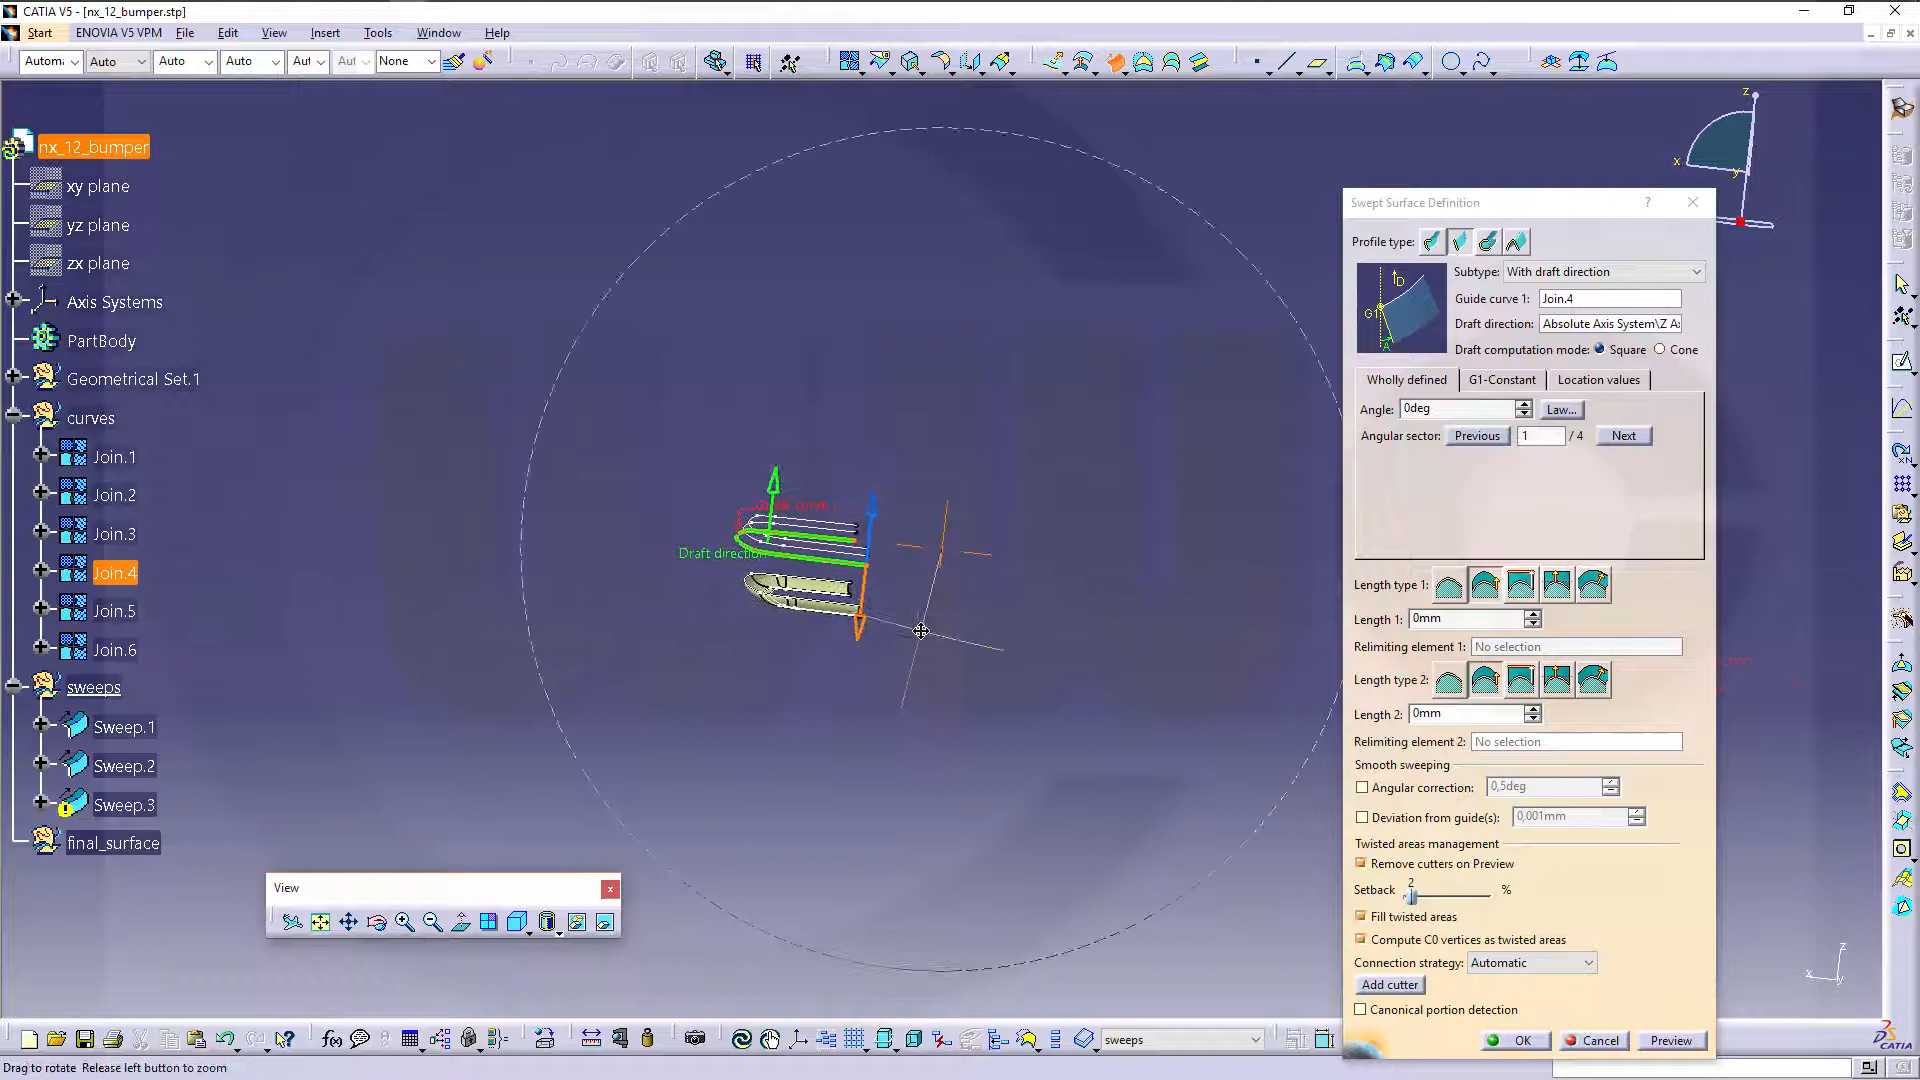 CATIA V5 - [nx_12_bumper.stp]
Start ENOVIA V5 VPM File Edit View Insert Tools Window Help
Automa Auto Auto Auto Aut Aut None
nx_12_bumper
xy plane
yz plane
zx plane
Axis Systems
PartBody
Geometrical Set.1
curves
Join.1
Join.2
Join.3
Join.4
Join.5
Join.6
sweeps
Sweep.1
Sweep.2
Sweep.3
final_surface
Draft direction
z
x
y
View
x
Swept Surface Definition ?
Profile type:
Subtype: With draft direction
Guide curve 1: Join.4
Draft direction: Absolute Axis System\Z A
Draft computation mode: Square Cone
D
G1
A
Wholly defined G1-Constant Location values
Angle: 0deg Law...
Angular sector: Previous 1 / 4 Next
Length type 1:
Length 1: 0mm
Relimiting element 1: No selection
Length type 2:
Length 2: 0mm
Relimiting element 2: No selection
Smooth sweeping
Angular correction: 0,5deg
Deviation from guide(s): 0,001mm
Twisted areas management
Remove cutters on Preview
Setback 2 %
Fill twisted areas
Compute C0 vertices as twisted areas
Connection strategy: Automatic
Add cutter
Canonical portion detection
OK Cancel Preview
z
x
y
sweeps
CATIA
Drag to rotate Release left button to zoom